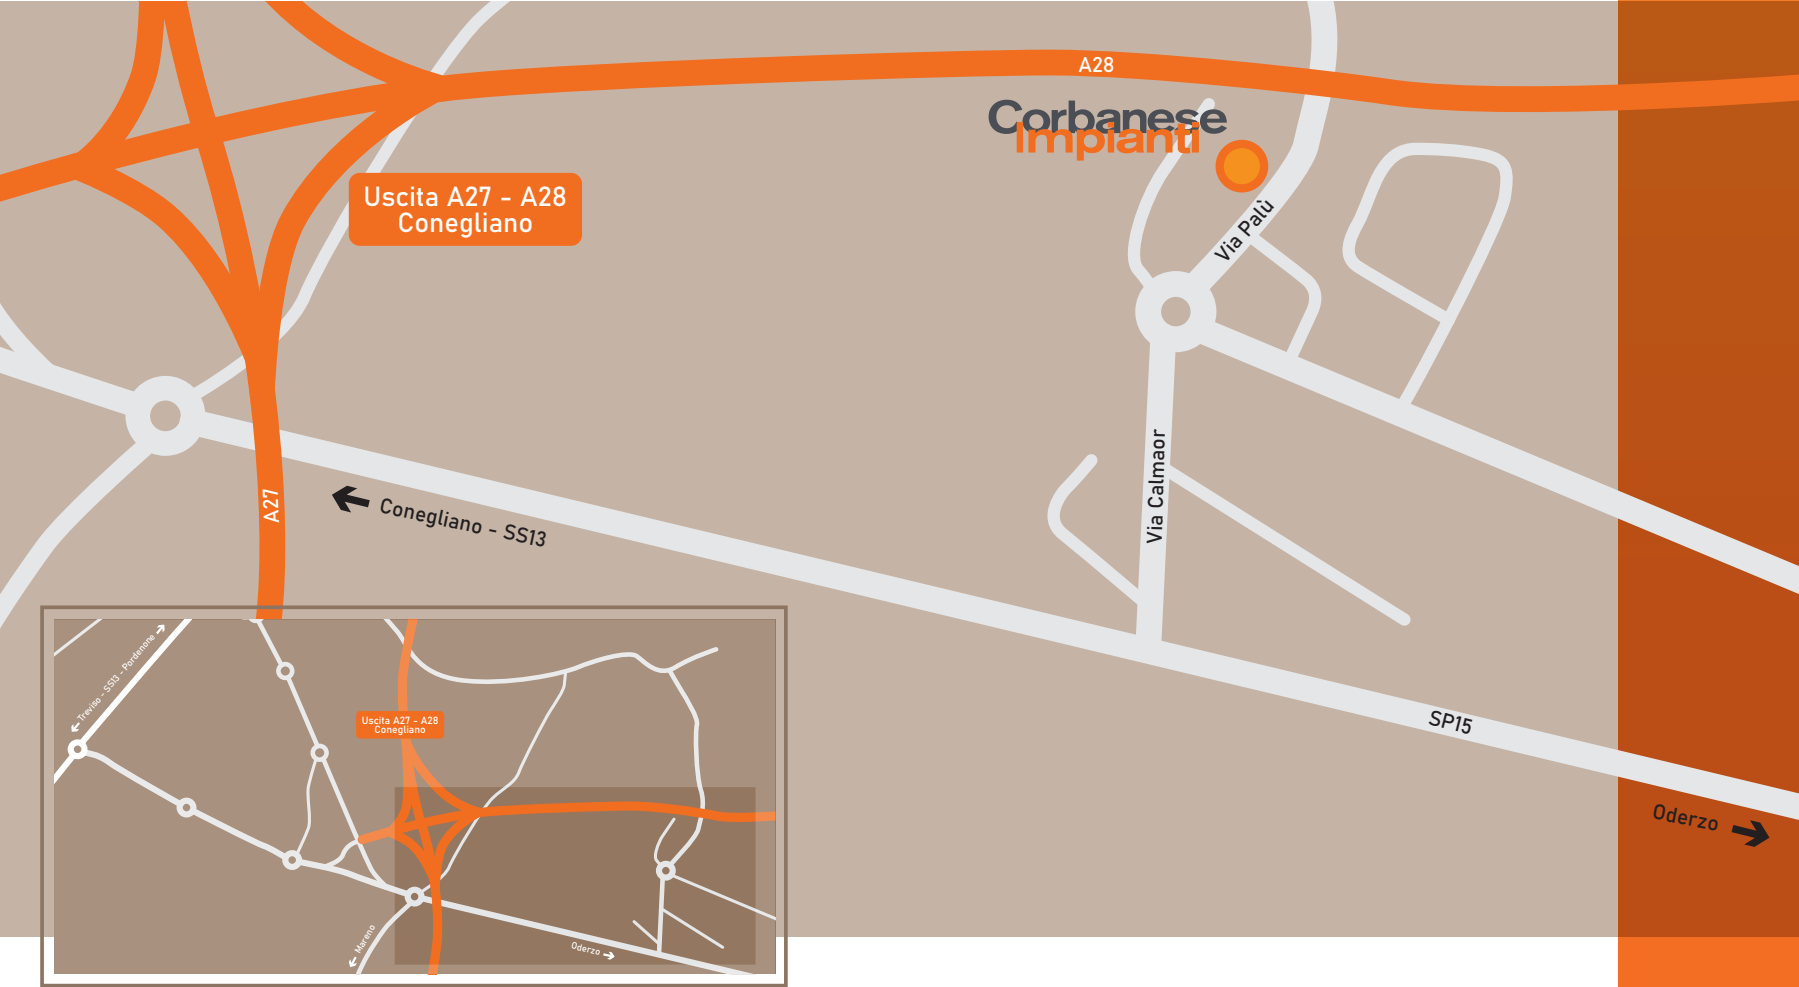 A28
Corbanese
Impianti
Uscita A27 - A28
Conegliano
Via Palù
Via Calmaor
A27
Conegliano - SS13
SP15
Oderzo
Treviso - SS13 - Pordenone
Uscita A27 - A28
Conegliano
Mareno
Oderzo